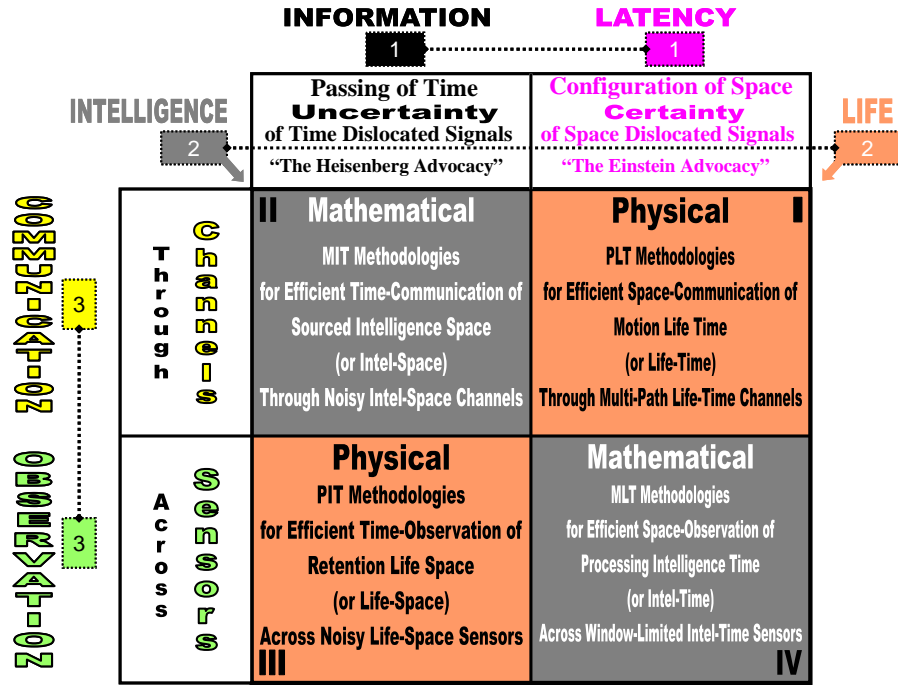 INFORMATION
LATENCY
1
1
Passing of Time
Uncertainty
of Time Dislocated Signals
“The Heisenberg Advocacy”
Configuration of Space
Certainty
of Space Dislocated Signals
“The Einstein Advocacy”
INTELLIGENCE
2
LIFE
2
COMMUNICATION
3
OBSERVATION
3
Through
Channels
II
Mathematical
MIT Methodologies
for Efficient Time-Communication of
Sourced Intelligence Space
(or Intel-Space)
Through Noisy Intel-Space Channels
Physical
I
PLT Methodologies
for Efficient Space-Communication of
Motion Life Time
(or Life-Time)
Through Multi-Path Life-Time Channels
Across
Sensors
Physical
PIT Methodologies
for Efficient Time-Observation of
Retention Life Space
(or Life-Space)
Across Noisy Life-Space Sensors
III
Mathematical
MLT Methodologies
for Efficient Space-Observation of
Processing Intelligence Time
(or Intel-Time)
Across Window-Limited Intel-Time Sensors
IV